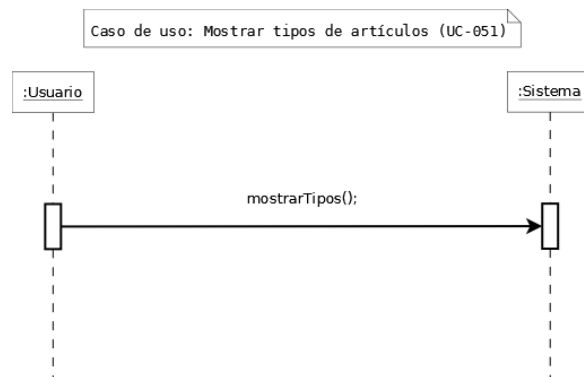 Caso de uso: Mostrar tipos de artículos (UC-051)
:Usuario
:Sistema
mostrarTipos();